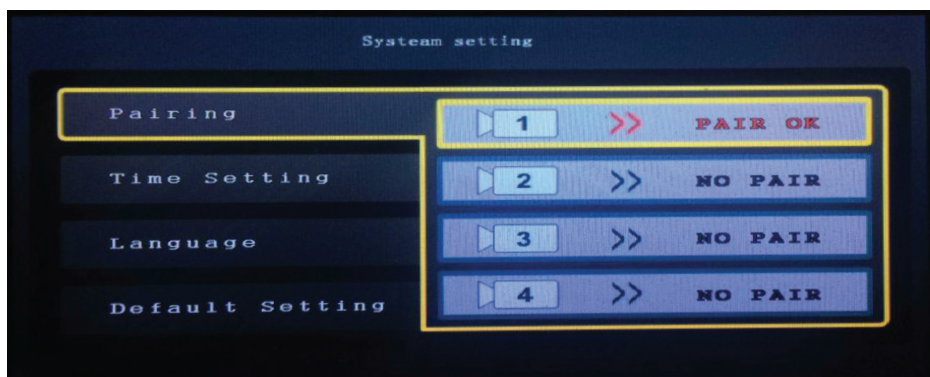 Systeam setting
Pairing
1 >> PAIR OK
Time Setting
2 >> NO PAIR
Language
3 >> NO PAIR
Default Setting
4 >> NO PAIR